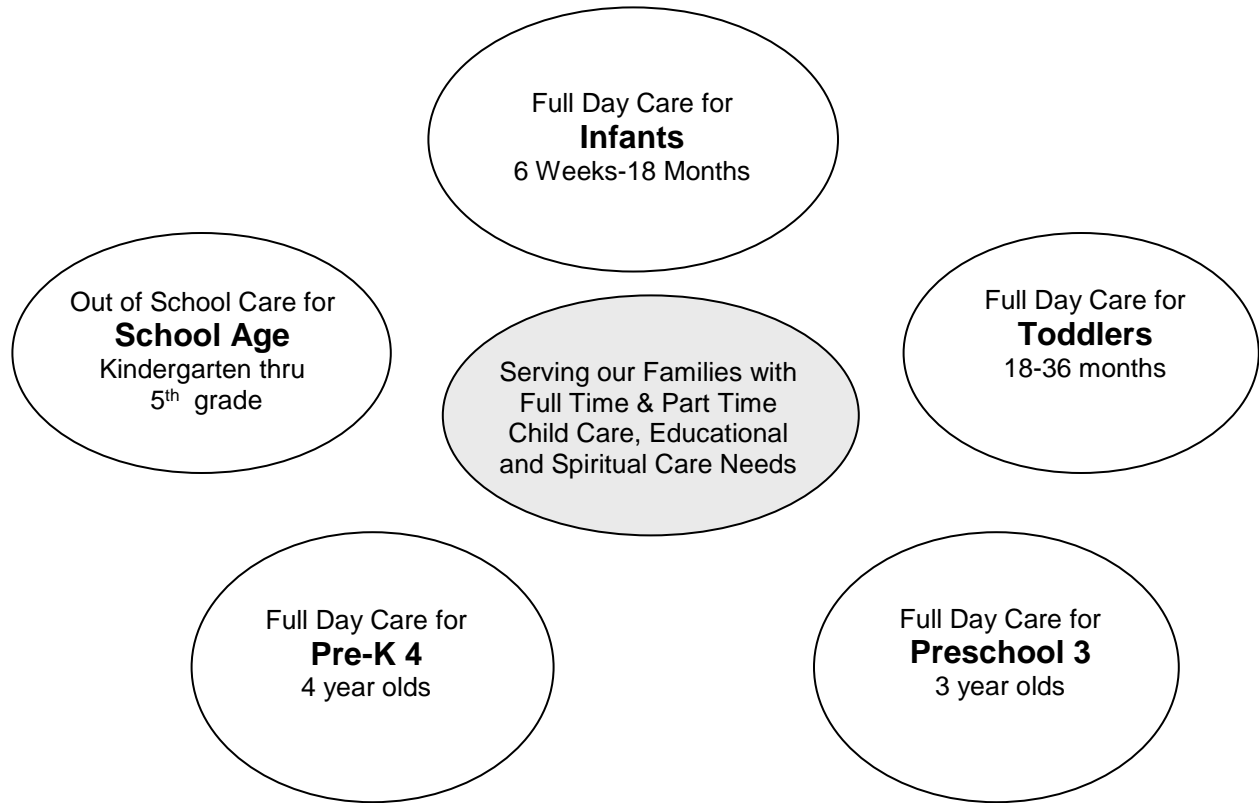 Full Day Care for
Infants
6 Weeks-18 Months
Out of School Care for
School Age
Kindergarten thru
5th grade
Full Day Care for
Toddlers
18-36 months
Serving our Families with
Full Time & Part Time
Child Care, Educational
and Spiritual Care Needs
Full Day Care for
Pre-K 4
4 year olds
Full Day Care for
Preschool 3
3 year olds